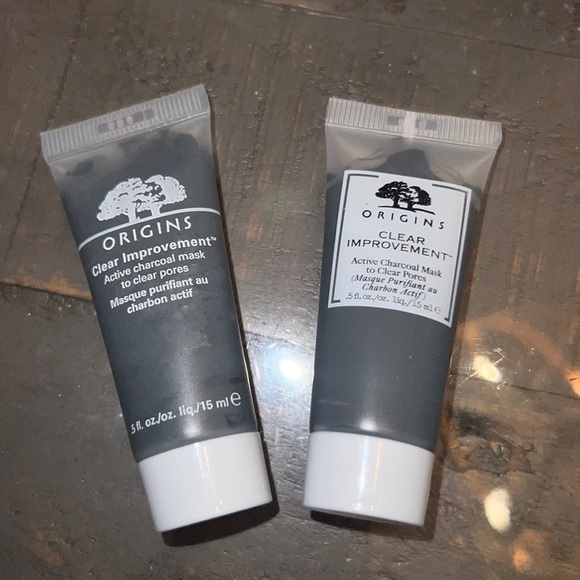 ORIGINS
Clear Improvement™
Active charcoal mask
to clear pores
Masque purifiant au
charbon actif
.5 fl. oz./oz. liq./15 ml e
ORIGINS
CLEAR
IMPROVEMENT™
Active Charcoal Mask
to Clear Pores
(Masque Purifiant au
Charbon Actif)
.5 fl.oz./oz. liq./15 ml e